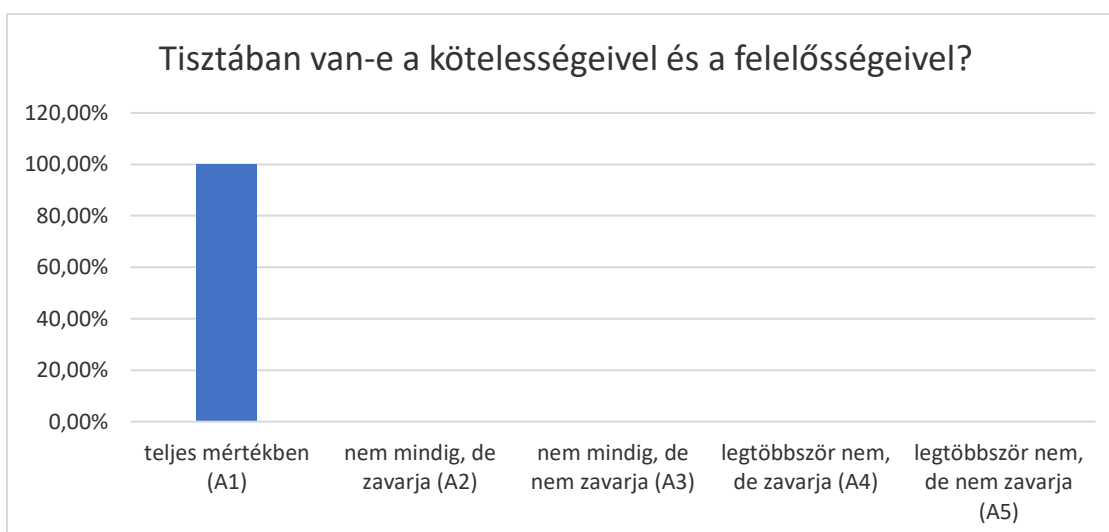 Tisztában van-e a kötelességeivel és a felelősségeivel?
120,00%
100,00%
80,00%
60,00%
40,00%
20,00%
0,00%
teljes mértékben
(A1)
nem mindig, de
zavarja (A2)
nem mindig, de
nem zavarja (A3)
legtöbbször nem,
de zavarja (A4)
legtöbbször nem,
de nem zavarja
(A5)